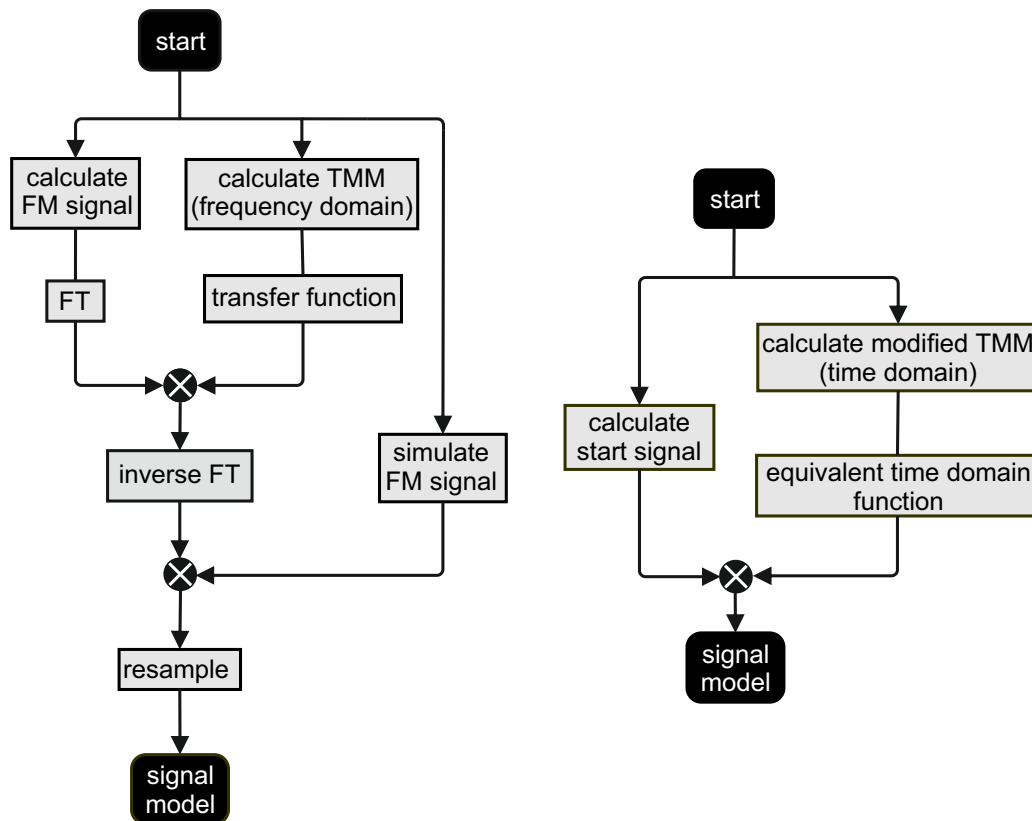 start
calculate
FM signal
calculate TMM
(frequency domain)
FT
transfer function
inverse FT
simulate
FM signal
resample
signal
model
start
calculate modified TMM
(time domain)
calculate
start signal
equivalent time domain
function
signal
model